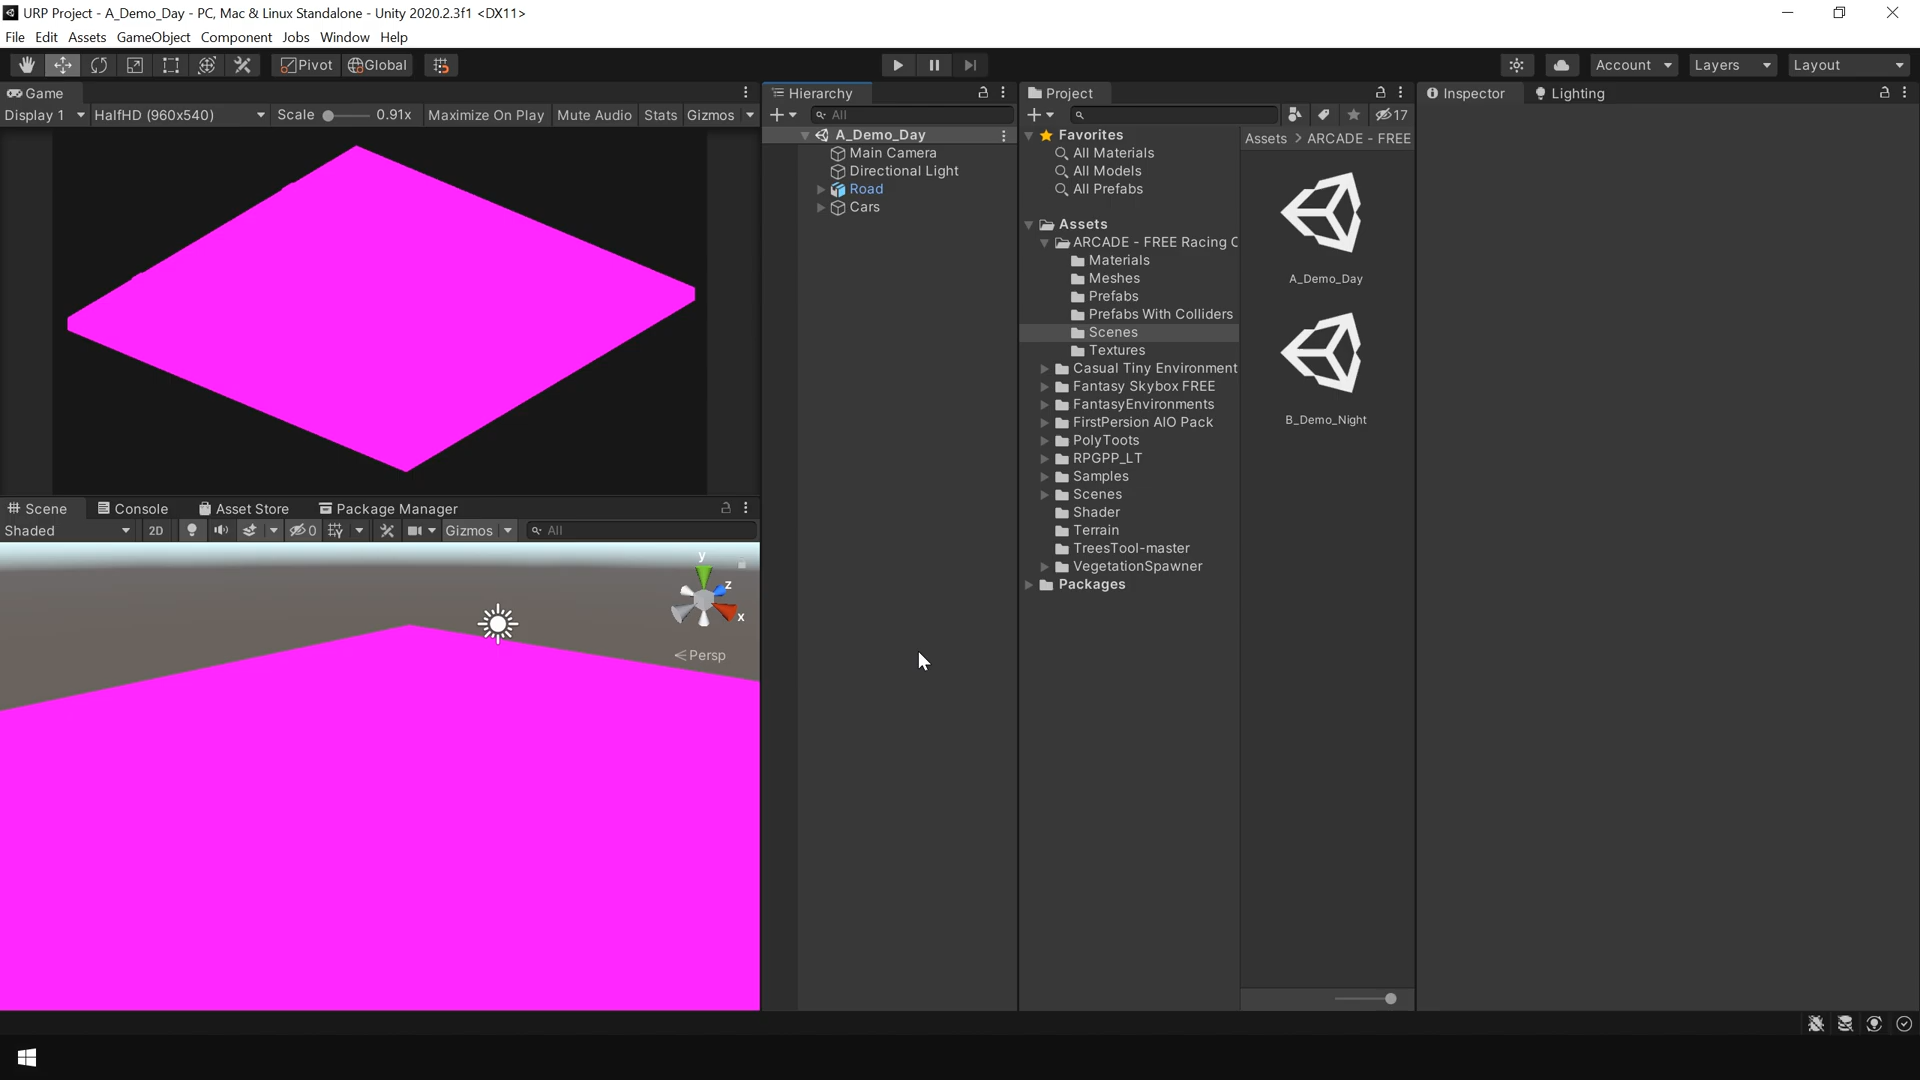 URP Project - A_Demo_Day - PC, Mac & Linux Standalone - Unity 2020.2.3f1 <DX11>
File Edit Assets GameObject Component Jobs Window Help
Pivot Global Account Layers Layout
Game
Display 1 HalfHD (960x540) Scale 0.91x Maximize On Play Mute Audio Stats Gizmos
Scene Console Asset Store Package Manager
Shaded 2D 0 Gizmos All
y
z
x
Persp
Hierarchy
All
A_Demo_Day
Main Camera
Directional Light
Road
Cars
Project
17
Favorites
All Materials
All Models
All Prefabs
Assets
ARCADE - FREE Racing C
Materials
Meshes
Prefabs
Prefabs With Colliders
Scenes
Textures
Casual Tiny Environment
Fantasy Skybox FREE
FantasyEnvironments
FirstPersion AIO Pack
PolyToots
RPGPP_LT
Samples
Scenes
Shader
Terrain
TreesTool-master
VegetationSpawner
Packages
Assets > ARCADE - FREE
A_Demo_Day
B_Demo_Night
Inspector Lighting